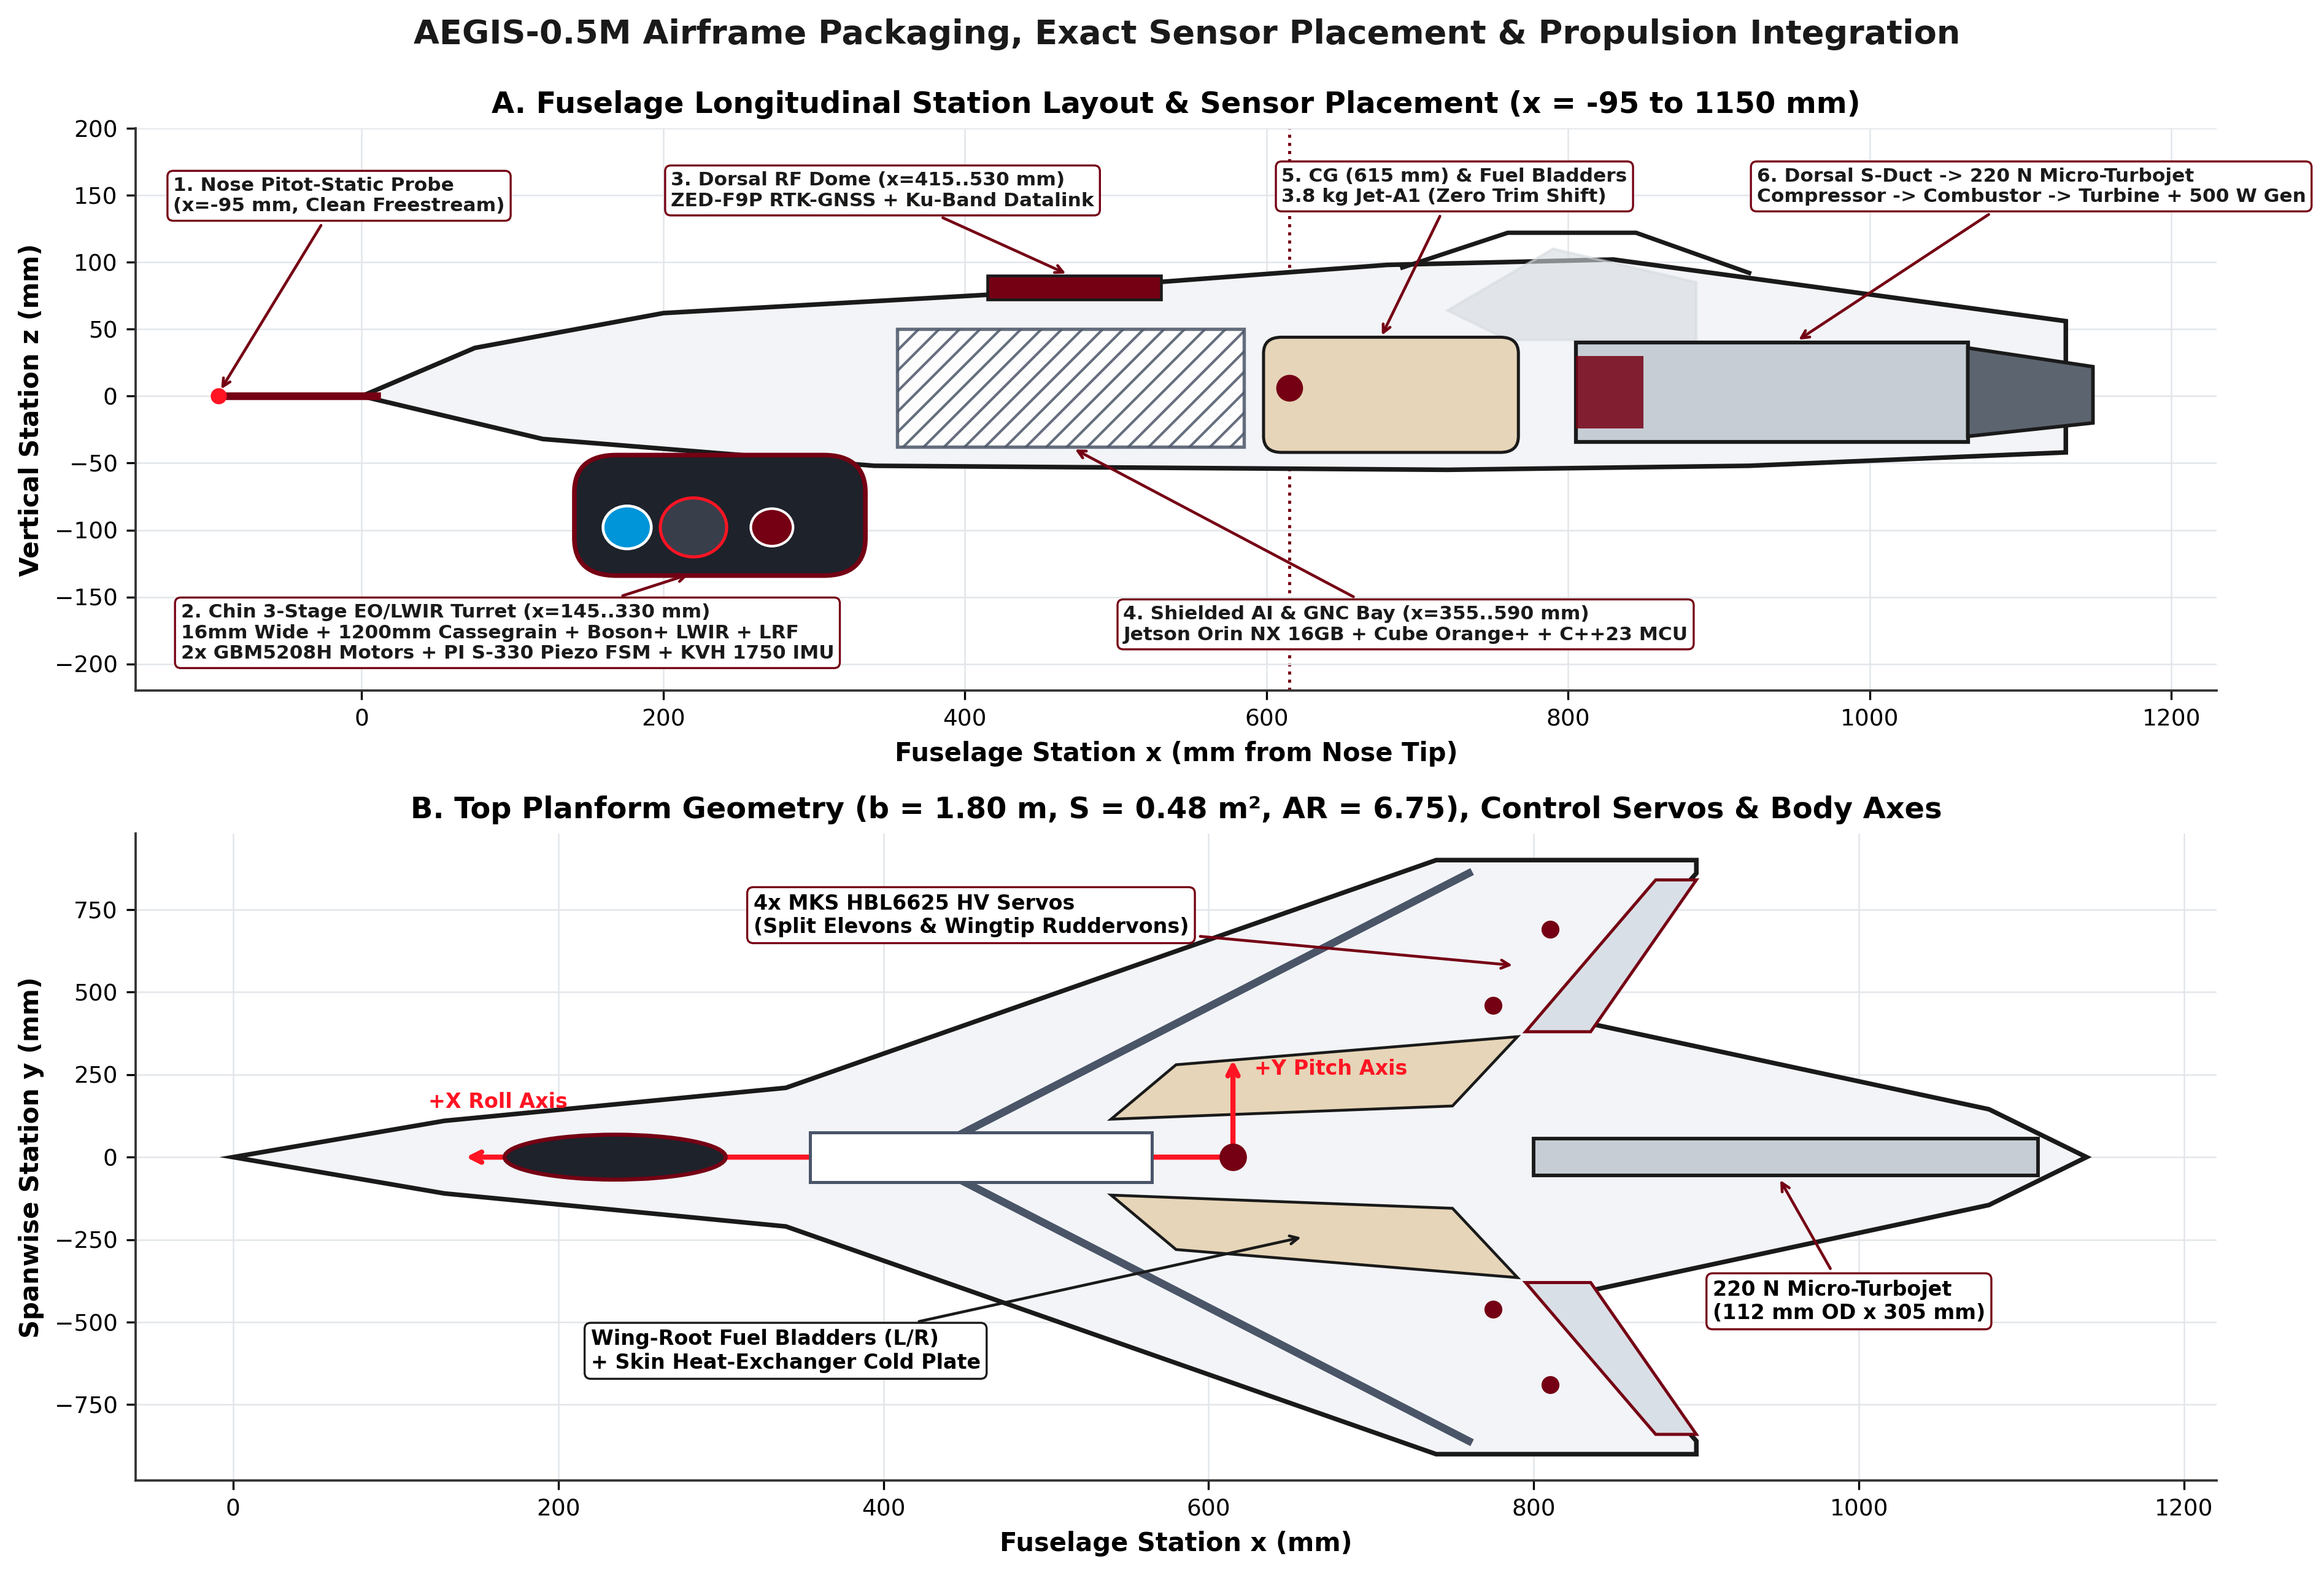 AEGIS-0.5M Airframe Packaging, Exact Sensor Placement & Propulsion Integration
A. Fuselage Longitudinal Station Layout & Sensor Placement (x = -95 to 1150 mm)
Vertical Station z (mm)
200
150
100
50
0
−50
−100
−150
−200
1. Nose Pitot-Static Probe
(x=-95 mm, Clean Freestream)
3. Dorsal RF Dome (x=415..530 mm)
ZED-F9P RTK-GNSS + Ku-Band Datalink
5. CG (615 mm) & Fuel Bladders
3.8 kg Jet-A1 (Zero Trim Shift)
6. Dorsal S-Duct -> 220 N Micro-Turbojet
Compressor -> Combustor -> Turbine + 500 W Gen
2. Chin 3-Stage EO/LWIR Turret (x=145..330 mm)
16mm Wide + 1200mm Cassegrain + Boson+ LWIR + LRF
2x GBM5208H Motors + PI S-330 Piezo FSM + KVH 1750 IMU
4. Shielded AI & GNC Bay (x=355..590 mm)
Jetson Orin NX 16GB + Cube Orange+ + C++23 MCU
0 200 400 600 800 1000 1200
Fuselage Station x (mm from Nose Tip)
B. Top Planform Geometry (b = 1.80 m, S = 0.48 m², AR = 6.75), Control Servos & Body Axes
Spanwise Station y (mm)
750
500
250
0
−250
−500
−750
4x MKS HBL6625 HV Servos
(Split Elevons & Wingtip Ruddervons)
+Y Pitch Axis
+X Roll Axis
220 N Micro-Turbojet
(112 mm OD x 305 mm)
Wing-Root Fuel Bladders (L/R)
+ Skin Heat-Exchanger Cold Plate
0 200 400 600 800 1000 1200
Fuselage Station x (mm)